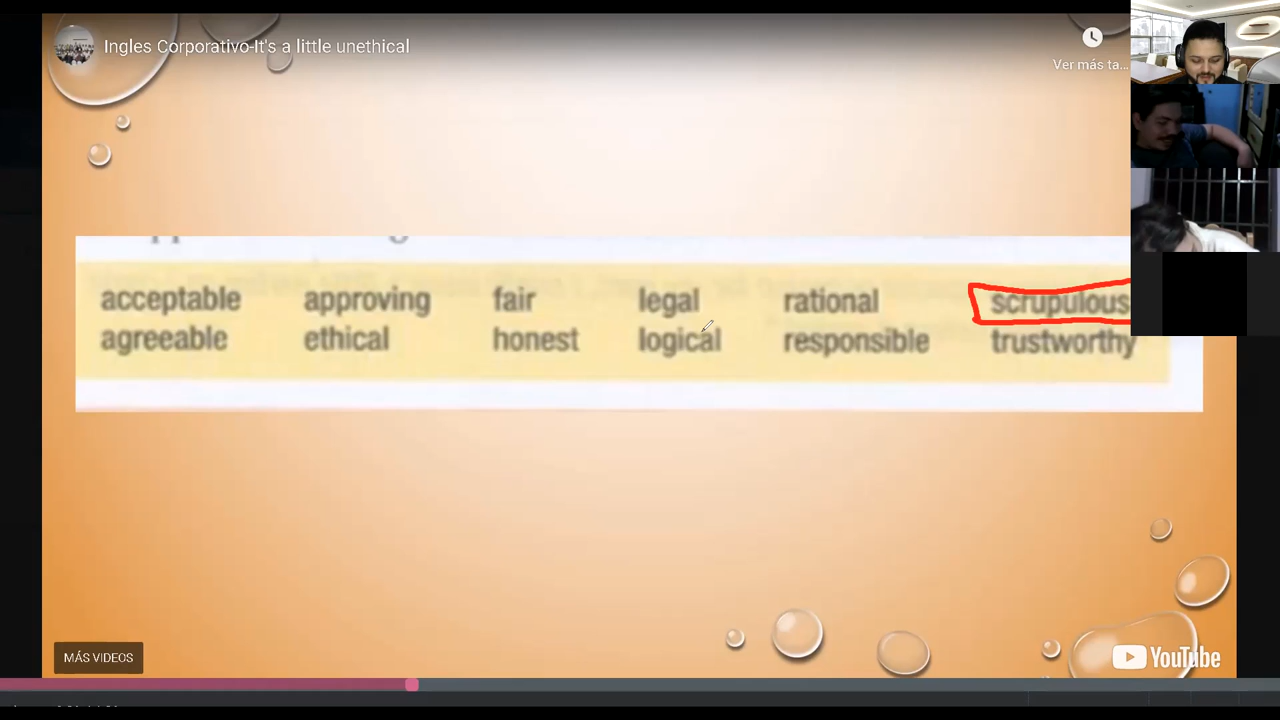 Ingles Corporativo-It's a little unethical
Ver más ta...
acceptable approving fair legal rational scrupulous
agreeable ethical honest logical responsible trustworthy
MÁS VIDEOS
YouTube